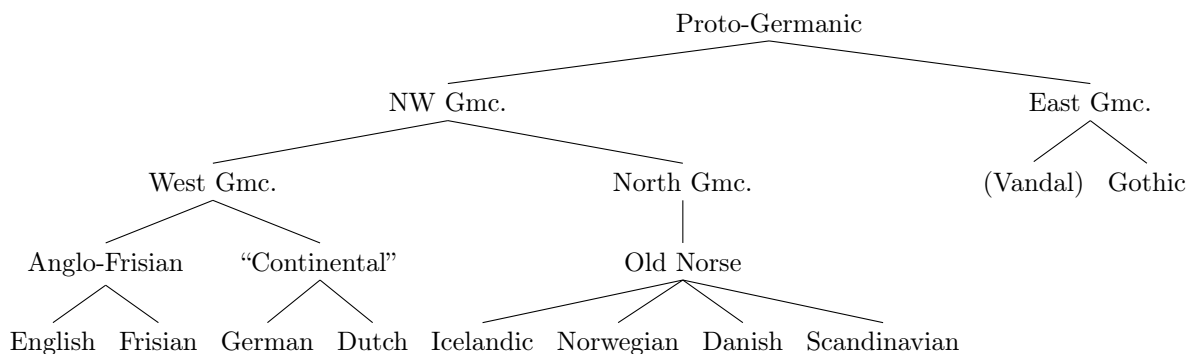 Proto-Germanic
NW Gmc. East Gmc.
West Gmc. North Gmc. (Vandal) Gothic
Anglo-Frisian “Continental” Old Norse
English Frisian German Dutch Icelandic Norwegian Danish Scandinavian